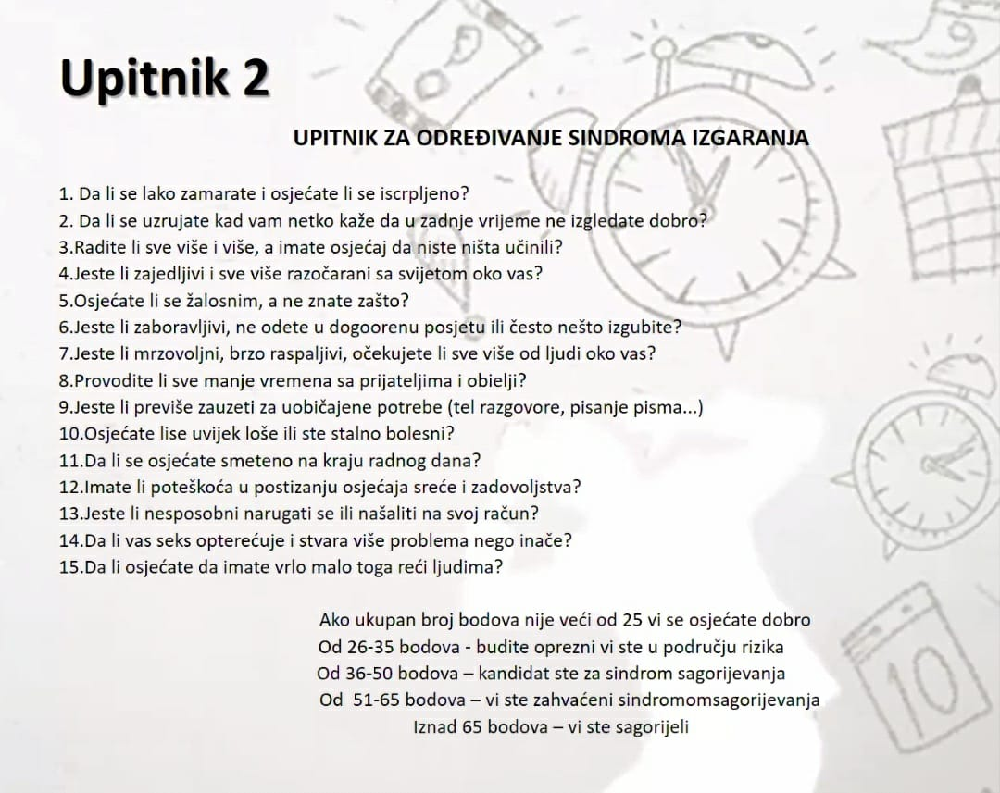 Upitnik 2
UPITNIK ZA ODREĐIVANJE SINDROMA IZGARANJA
1. Da li se lako zamarate i osjećate li se iscrpljeno?
2. Da li se uzrujate kad vam netko kaže da u zadnje vrijeme ne izgledate dobro?
3.Radite li sve više i više, a imate osjećaj da niste ništa učinili?
4.Jeste li zajedljivi i sve više razočarani sa svijetom oko vas?
5.Osjećate li se žalosnim, a ne znate zašto?
6.Jeste li zaboravljivi, ne odete u dogoorenu posjetu ili često nešto izgubite?
7.Jeste li mrzovoljni, brzo raspaljivi, očekujete li sve više od ljudi oko vas?
8.Provodite li sve manje vremena sa prijateljima i obielji?
9.Jeste li previše zauzeti za uobičajene potrebe (tel razgovore, pisanje pisma...)
10.Osjećate lise uvijek loše ili ste stalno bolesni?
11.Da li se osjećate smeteno na kraju radnog dana?
12.Imate li poteškoća u postizanju osjećaja sreće i zadovoljstva?
13.Jeste li nesposobni narugati se ili našaliti na svoj račun?
14.Da li vas seks opterećuje i stvara više problema nego inače?
15.Da li osjećate da imate vrlo malo toga reći ljudima?
Ako ukupan broj bodova nije veći od 25 vi se osjećate dobro
Od 26-35 bodova - budite oprezni vi ste u području rizika
Od 36-50 bodova – kandidat ste za sindrom sagorijevanja
Od  51-65 bodova – vi ste zahvaćeni sindromomsagorijevanja
Iznad 65 bodova – vi ste sagorijeli
10